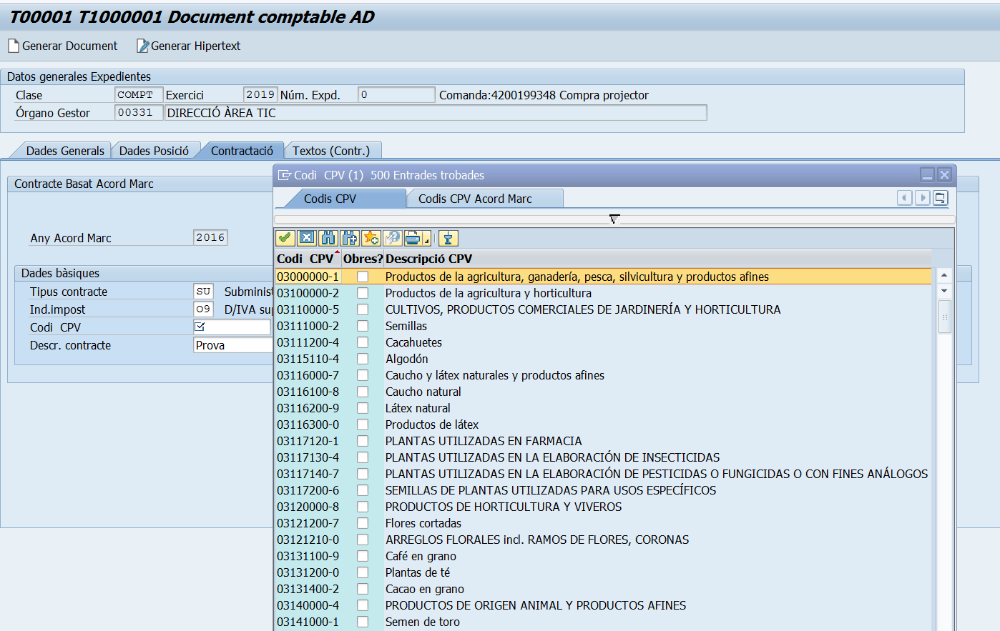 T00001 T1000001 Document comptable AD
Generar Document Generar Hipertext
Datos generales Expedientes
Clase COMPT Exercici 2019 Núm. Expd. 0 Comanda:4200199348 Compra projector
Órgano Gestor 00331 DIRECCIÓ ÀREA TIC
Dades Generals Dades Posició Contractació Textos (Contr.)
Contracte Basat Acord Marc
Any Acord Marc 2016
Dades bàsiques
Tipus contracte SU Subminist
Ind.impost O9 D/IVA sup
Codi CPV
Descr. contracte Prova
Codi CPV (1) 500 Entrades trobades
Codis CPV Codis CPV Acord Marc
Codi CPV Obres? Descripció CPV
03000000-1 Productos de la agricultura, ganadería, pesca, silvicultura y productos afines
03100000-2 Productos de la agricultura y horticultura
03110000-5 CULTIVOS, PRODUCTOS COMERCIALES DE JARDINERÍA Y HORTICULTURA
03111000-2 Semillas
03111200-4 Cacahuetes
03115110-4 Algodón
03116000-7 Caucho y látex naturales y productos afines
03116100-8 Caucho natural
03116200-9 Látex natural
03116300-0 Productos de látex
03117120-1 PLANTAS UTILIZADAS EN FARMACIA
03117130-4 PLANTAS UTILIZADAS EN LA ELABORACIÓN DE INSECTICIDAS
03117140-7 PLANTAS UTILIZADAS EN LA ELABORACIÓN DE PESTICIDAS O FUNGICIDAS O CON FINES ANÁLOGOS
03117200-6 SEMILLAS DE PLANTAS UTILIZADAS PARA USOS ESPECÍFICOS
03120000-8 PRODUCTOS DE HORTICULTURA Y VIVEROS
03121200-7 Flores cortadas
03121210-0 ARREGLOS FLORALES incl. RAMOS DE FLORES, CORONAS
03131100-9 Café en grano
03131200-0 Plantas de té
03131400-2 Cacao en grano
03140000-4 PRODUCTOS DE ORIGEN ANIMAL Y PRODUCTOS AFINES
03141000-1 Semen de toro